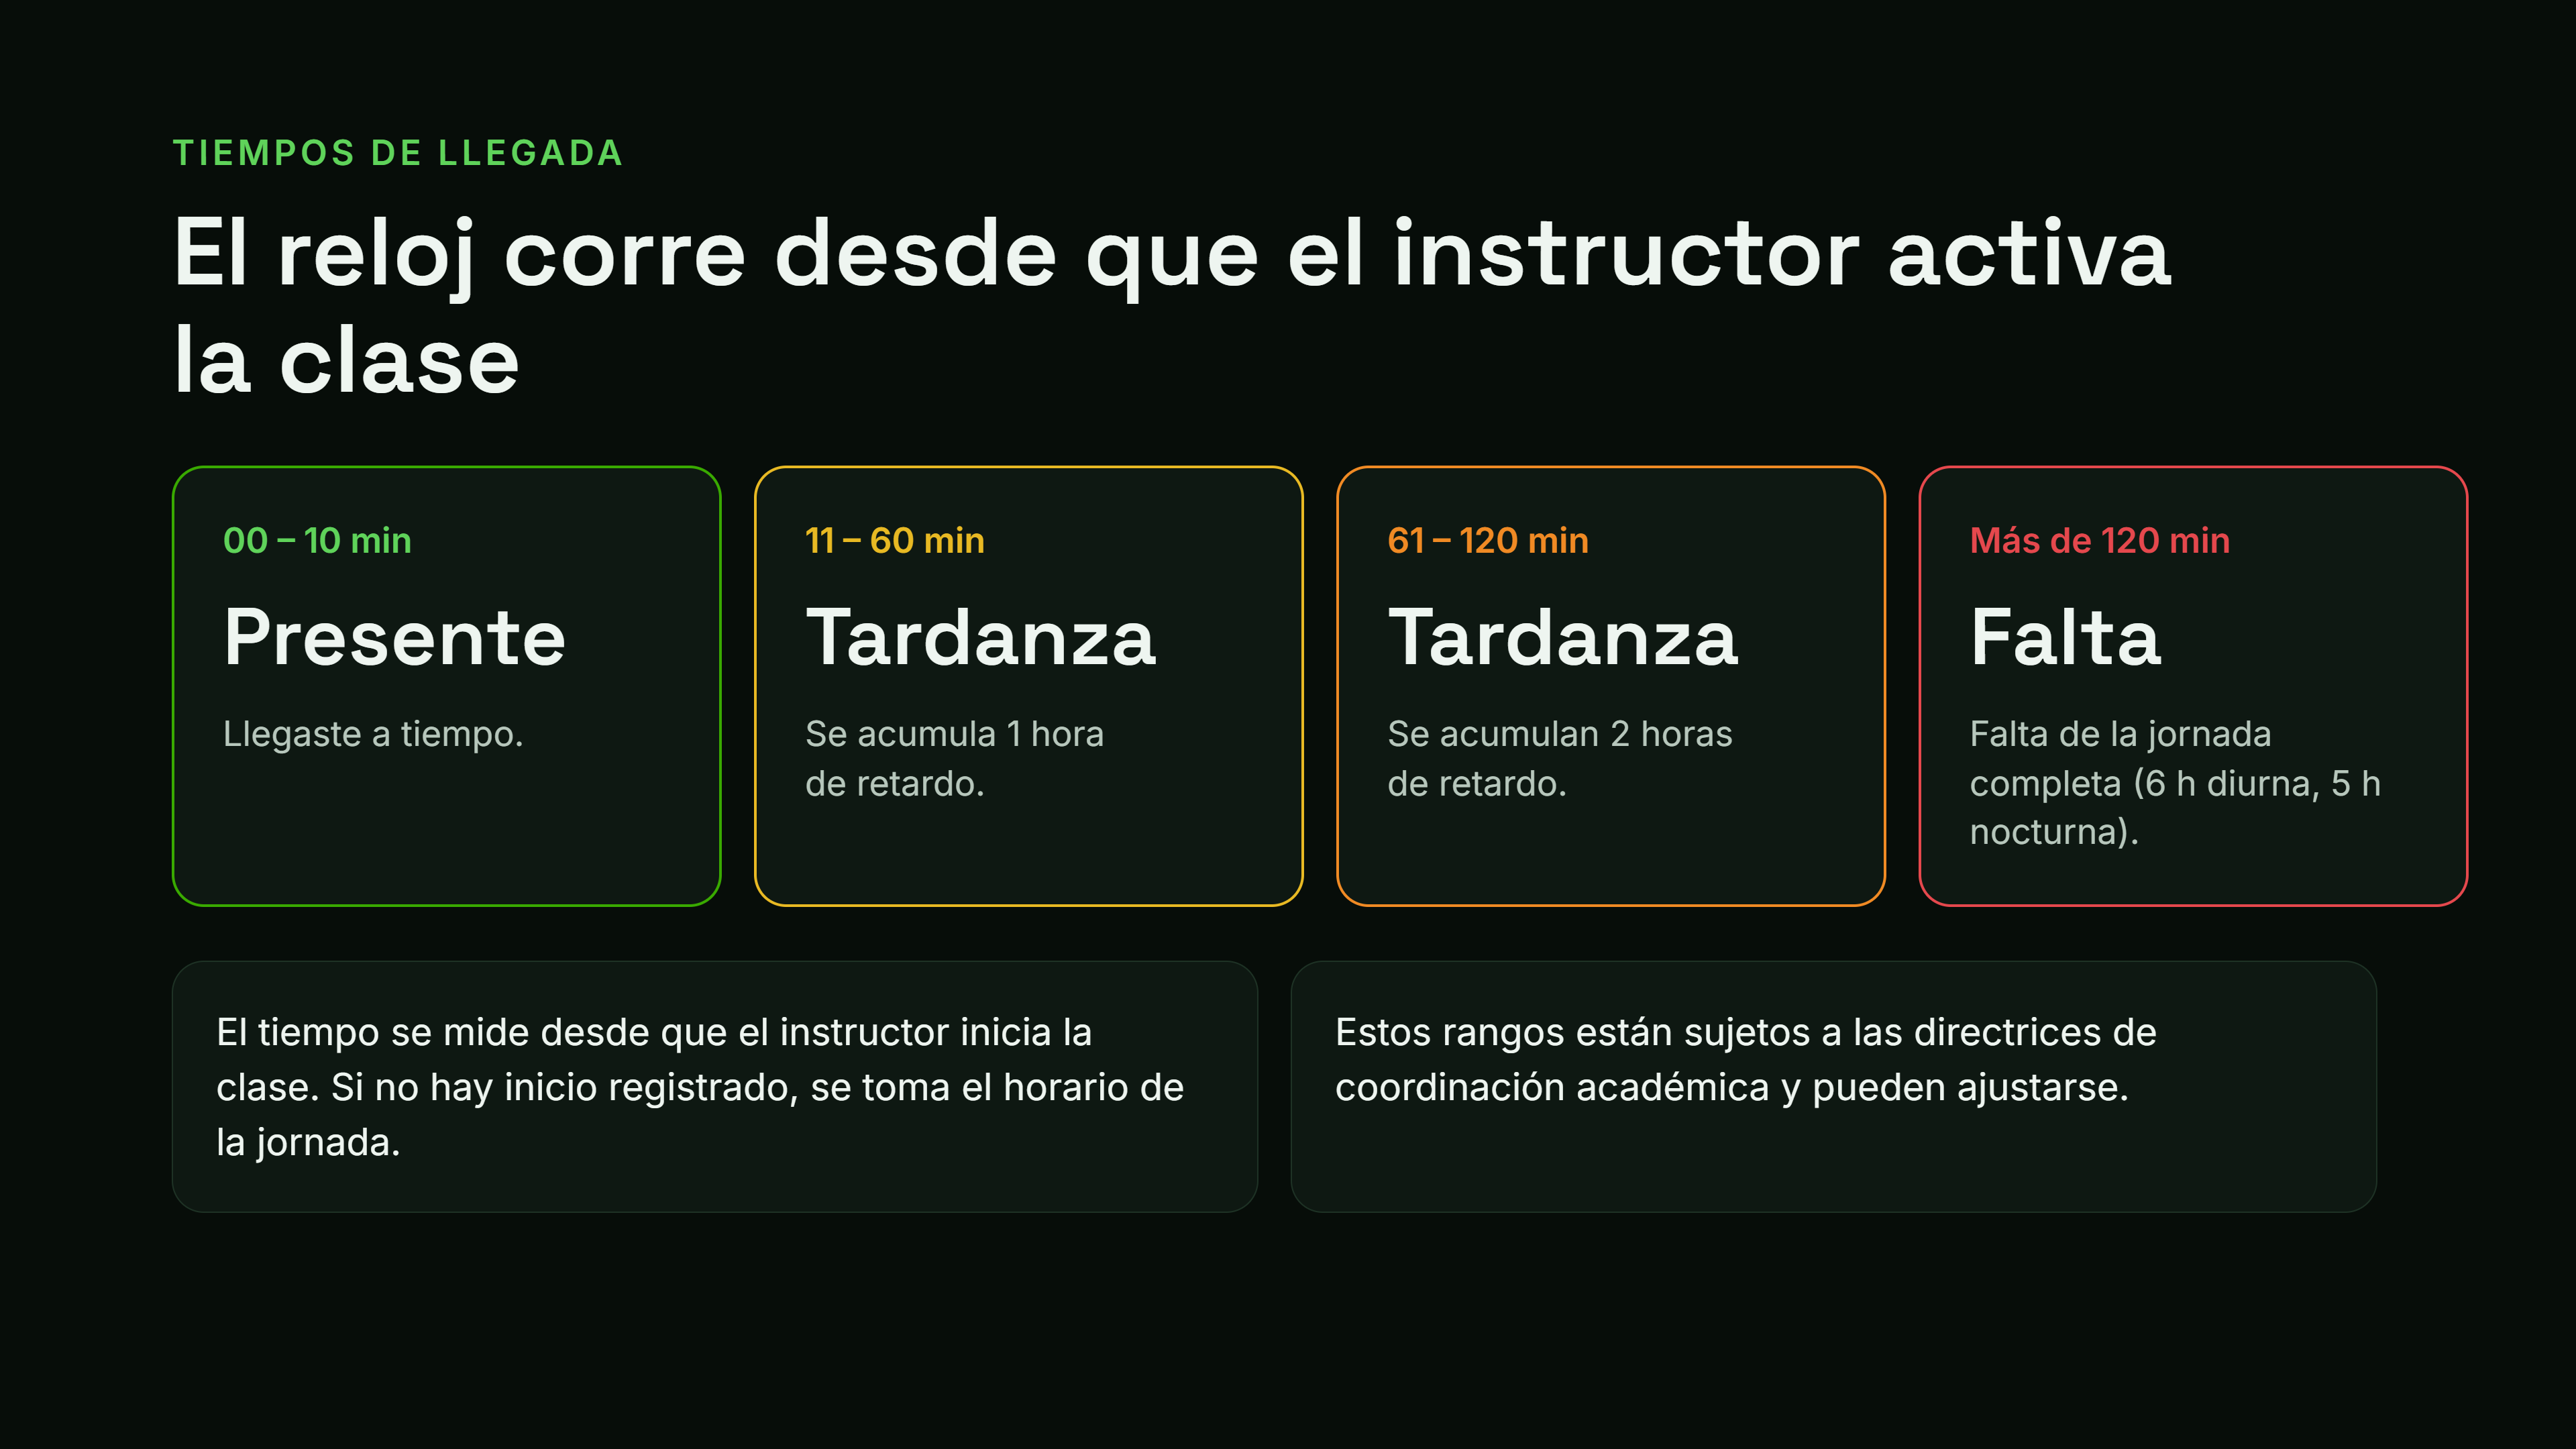 TIEMPOS DE LLEGADA
El reloj corre desde que el instructor activa
la clase
00 – 10 min
Presente
Llegaste a tiempo.
11 – 60 min
Tardanza
Se acumula 1 hora
de retardo.
61 – 120 min
Tardanza
Se acumulan 2 horas
de retardo.
Más de 120 min
Falta
Falta de la jornada
completa (6 h diurna, 5 h
nocturna).
El tiempo se mide desde que el instructor inicia la
clase. Si no hay inicio registrado, se toma el horario de
la jornada.
Estos rangos están sujetos a las directrices de
coordinación académica y pueden ajustarse.